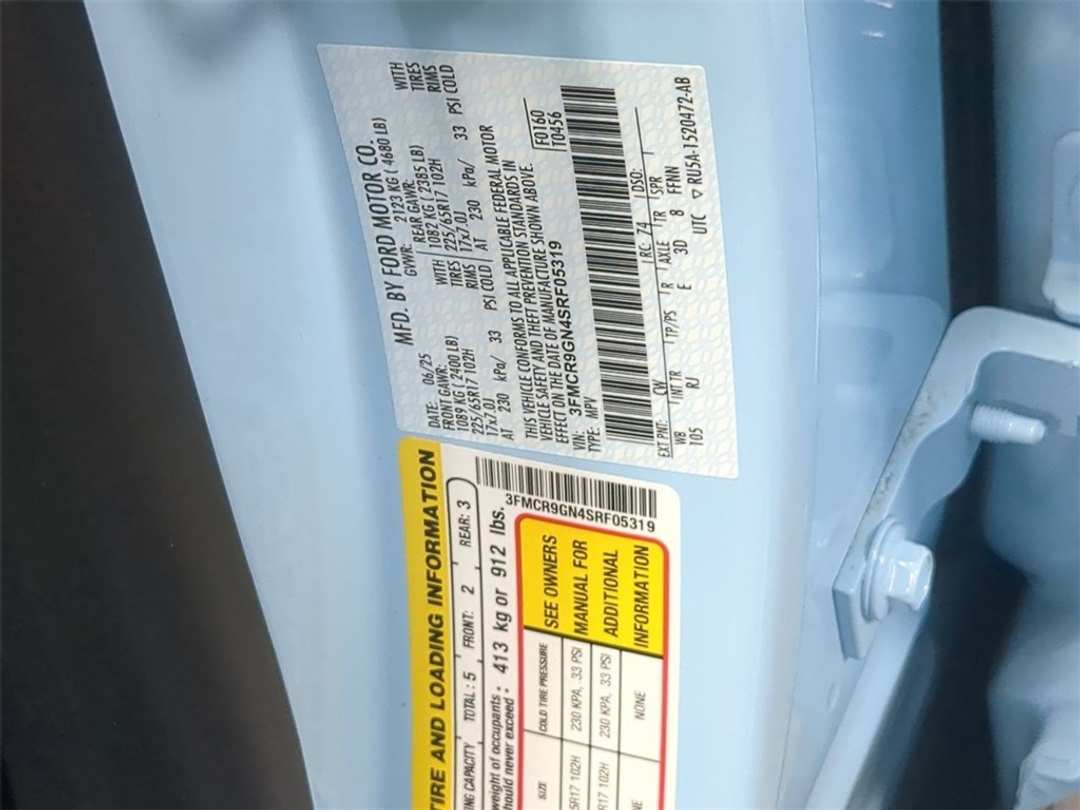 MFD. BY FORD MOTOR CO.
DATE: 06/25 GVWR: 2123 KG ( 4680 LB)
FRONT GAWR: REAR GAWR:
1089 KG ( 2400 LB) WITH 1082 KG ( 2385 LB) WITH
225/65R17 102H TIRES 225/65R17 102H TIRES
17x7.0J RIMS 17x7.0J RIMS
AT 230 kPa/ 33 PSI COLD AT 230 kPa/ 33 PSI COLD
THIS VEHICLE CONFORMS TO ALL APPLICABLE FEDERAL MOTOR
VEHICLE SAFETY AND THEFT PREVENTION STANDARDS IN
EFFECT ON THE DATE OF MANUFACTURE SHOWN ABOVE.
VIN: 3FMCR9GN4SRF05319
TYPE: MPV
F0160
T0456
EXT PNT: CW RC: 74 DSO:
WB INT TR TP/PS R AXLE TR SPR
105 RJ E 3D 8 FFNN
UTC ▽ RU5A-1520472-AB
TIRE AND LOADING INFORMATION
CAPACITY TOTAL : 5 FRONT: 2 REAR: 3
weight of occupants
should never exceed : 413 kg or 912 lbs.
3FMCR9GN4SRF05319
SIZE COLD TIRE PRESSURE
5R17 102H 230 KPA, 33 PSI
R17 102H 230 KPA, 33 PSI
NONE
SEE OWNERS
MANUAL FOR
ADDITIONAL
INFORMATION